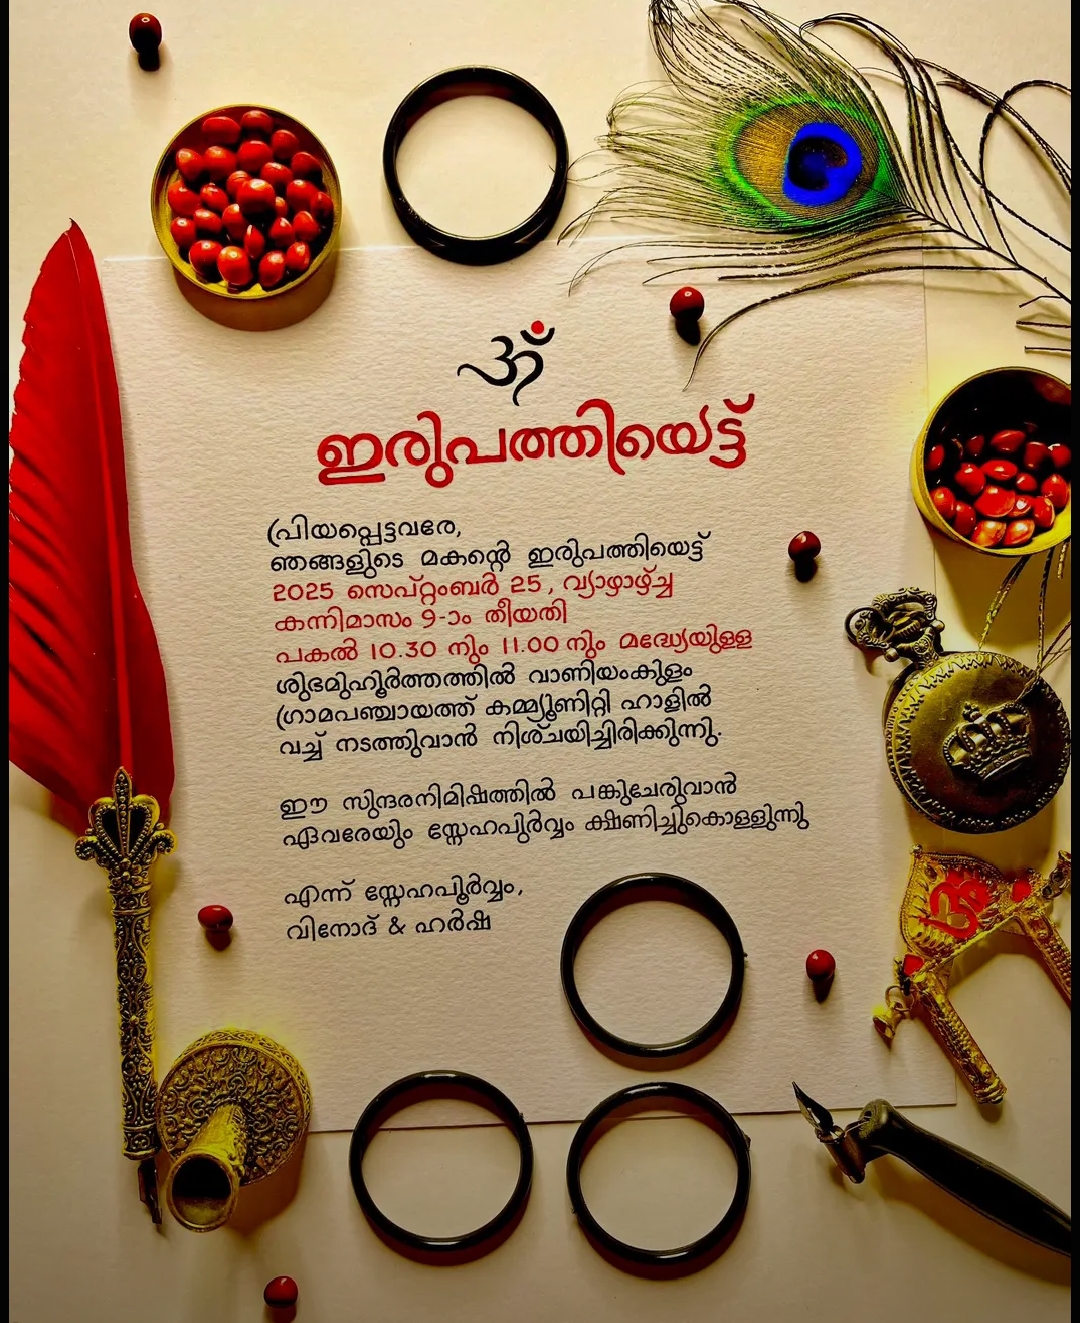 ॐ
ഇരുപത്തിയെട്ട്
പ്രിയപ്പെട്ടവരേ,
ഞങ്ങളുടെ മകന്റെ ഇരുപത്തിയെട്ട്
2025 സെപ്റ്റംബർ 25, വ്യാഴാഴ്ച്ച
കന്നിമാസം 9-ാം തീയതി
പകൽ 10.30 നും 11.00 നും മദ്ധ്യേയുള്ള
ശുഭമുഹൂർത്തത്തിൽ വാണിയംകുളം
ഗ്രാമപഞ്ചായത്ത് കമ്മ്യൂണിറ്റി ഹാളിൽ
വച്ച് നടത്തുവാൻ നിശ്ചയിച്ചിരിക്കുന്നു.
ഈ സുന്ദരനിമിഷത്തിൽ പങ്കുചേരുവാൻ
ഏവരേയും സ്നേഹപുർവ്വം ക്ഷണിച്ചുകൊള്ളുന്നു
എന്ന് സ്നേഹപൂർവ്വം,
വിനോദ് & ഹർഷ
ॐ